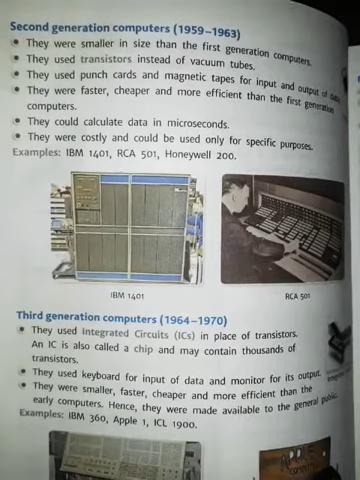 Second generation computers (1959–1963)
• They were smaller in size than the first generation computers.
• They used transistors instead of vacuum tubes.
• They used punch cards and magnetic tapes for input and output of data.
• They were faster, cheaper and more efficient than the first generation
computers.
• They could calculate data in microseconds.
• They were costly and could be used only for specific purposes.
Examples: IBM 1401, RCA 501, Honeywell 200.
IBM 1401
RCA 501
Third generation computers (1964–1970)
• They used Integrated Circuits (ICs) in place of transistors.
An IC is also called a chip and may contain thousands of
transistors.
• They used keyboard for input of data and monitor for its output.
• They were smaller, faster, cheaper and more efficient than the
early computers. Hence, they were made available to the general public.
Examples: IBM 360, Apple 1, ICL 1900.